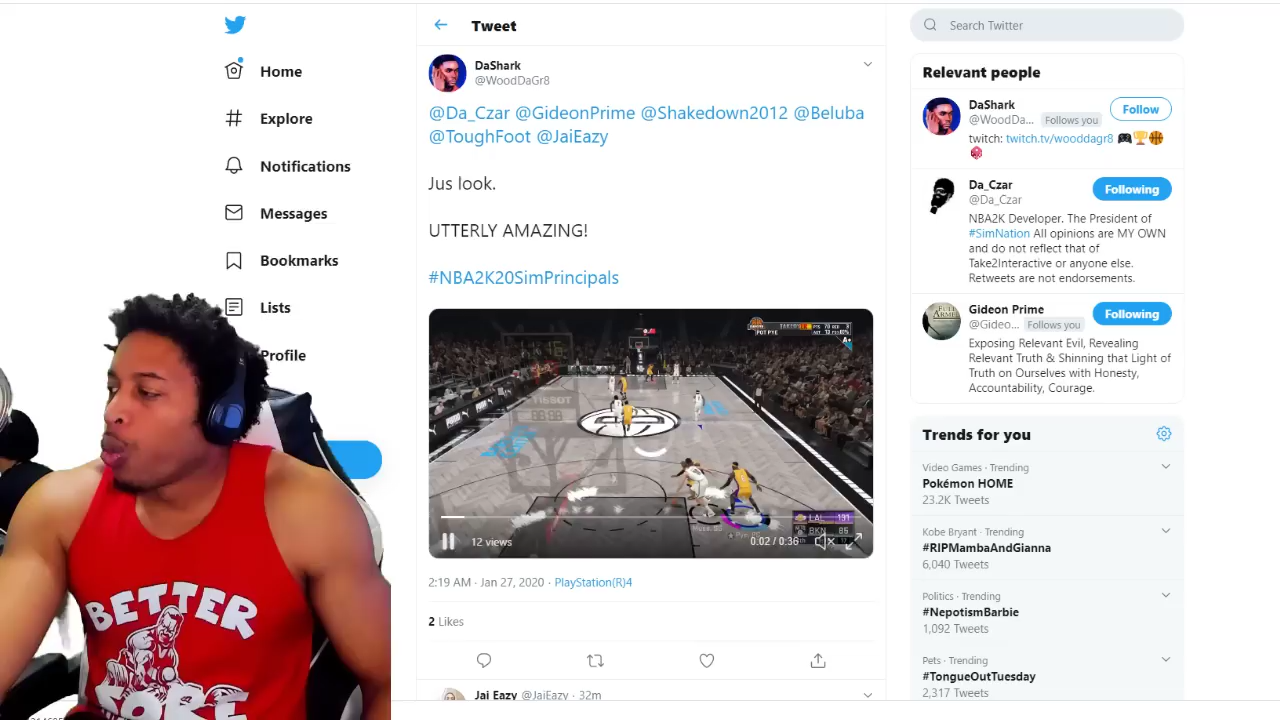 Home
Explore
Notifications
Messages
Bookmarks
Lists
Profile
BETTER
SORE
Tweet
DaShark
@WoodDaGr8
@Da_Czar @GideonPrime @Shakedown2012 @Beluba
@ToughFoot @JaiEazy
Jus look.
UTTERLY AMAZING!
#NBA2K20SimPrincipals
TISSOT
PUMA
LAL 131
BKN 85
12 views
0:02 / 0:36
2:19 AM · Jan 27, 2020 · PlayStation(R)4
2 Likes
Jai Eazy @JaiEazy · 32m
Search Twitter
Relevant people
DaShark
@WoodDa... Follows you
Follow
twitch: twitch.tv/wooddagr8
Da_Czar
@Da_Czar
Following
NBA2K Developer. The President of
#SimNation All opinions are MY OWN
and do not reflect that of
Take2Interactive or anyone else.
Retweets are not endorsements.
Gideon Prime
@Gideo... Follows you
Following
Exposing Relevant Evil, Revealing
Relevant Truth & Shinning that Light of
Truth on Ourselves with Honesty,
Accountability, Courage.
Trends for you
Video Games · Trending
Pokémon HOME
23.2K Tweets
Kobe Bryant · Trending
#RIPMambaAndGianna
6,040 Tweets
Politics · Trending
#NepotismBarbie
1,092 Tweets
Pets · Trending
#TongueOutTuesday
2,317 Tweets